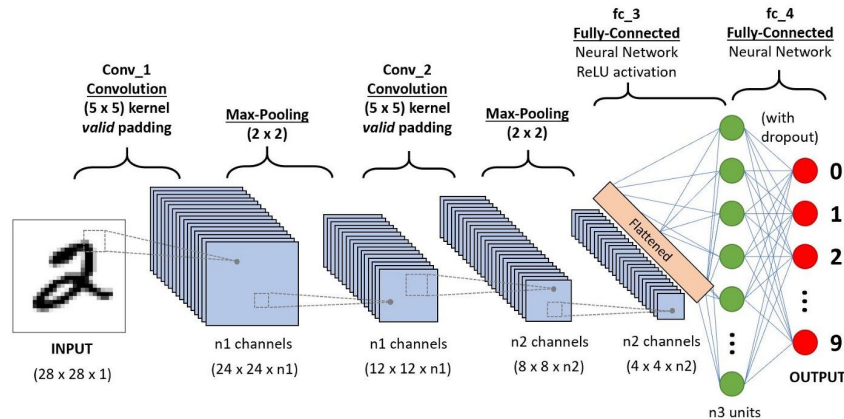 fc_3
Fully-Connected
Neural Network
ReLU activation
fc_4
Fully-Connected
Neural Network
Conv_1
Convolution
(5 x 5) kernel
valid padding
Max-Pooling
(2 x 2)
Conv_2
Convolution
(5 x 5) kernel
valid padding
Max-Pooling
(2 x 2)
(with
dropout)
Flattened
2
0
1
2
9
INPUT
(28 x 28 x 1)
n1 channels
(24 x 24 x n1)
n1 channels
(12 x 12 x n1)
n2 channels
(8 x 8 x n2)
n2 channels
(4 x 4 x n2)
OUTPUT
n3 units